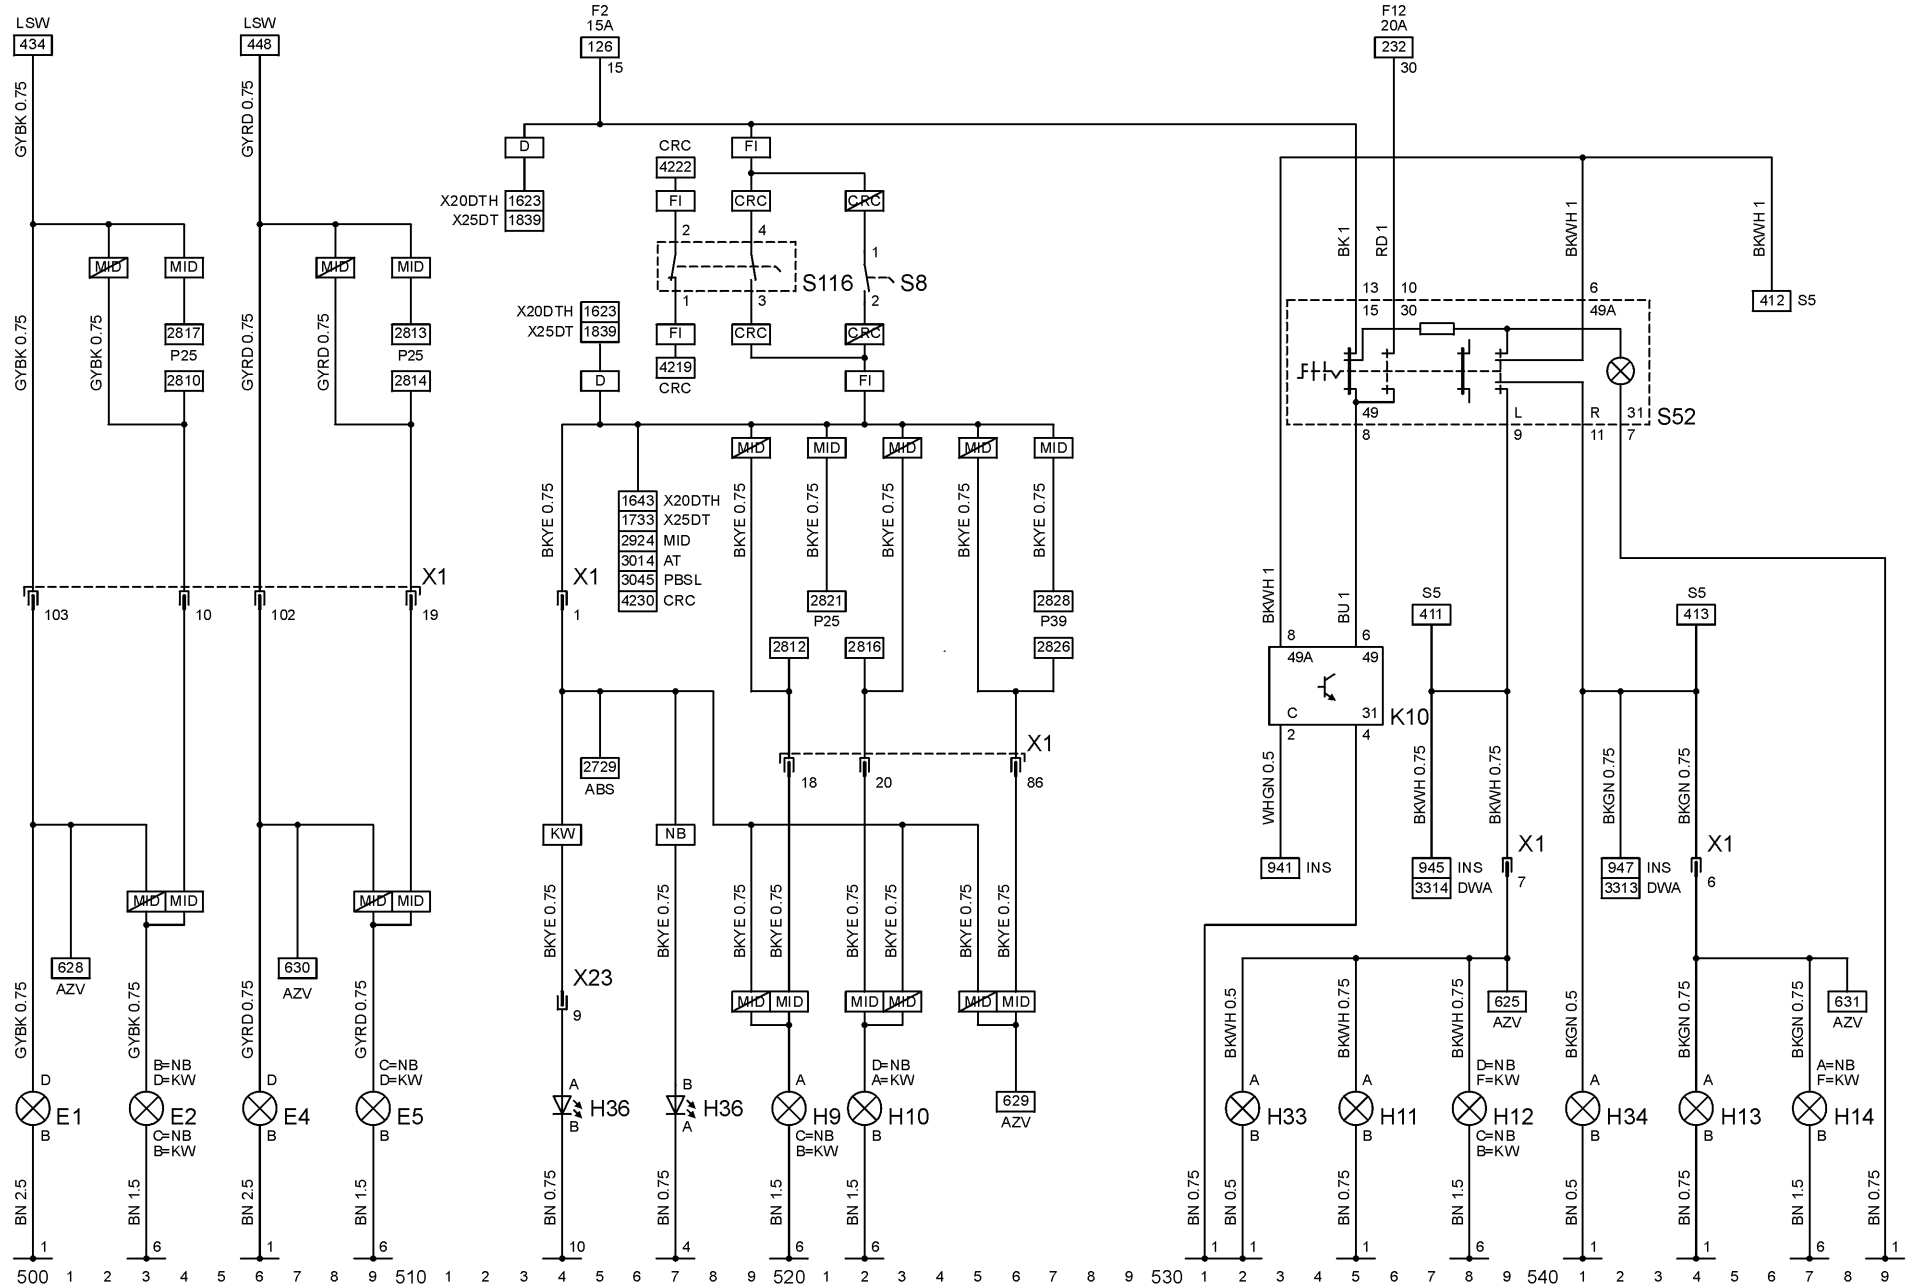 LSW LSW F2 F12
15A 20A
434 448 126 232
15 30
GYBK 0.75 GYRD 0.75
D CRC FI
4222
X20DTH 1623 FI CRC CRC
X25DT 1839
2 4 BK 1 RD 1 BKWH 1 BKWH 1
1
MID MID MID MID
S116 S8
1 3 2 13 10 6 412 S5
X20DTH 1623 15 30 49A
X25DT 1839
2817 2813 FI CRC CRC
P25 P25
GYBK 0.75 GYBK 0.75 GYRD 0.75 GYRD 0.75
4219
CRC
2810 2814 D FI
49 L R 31 S52
8 9 11 7
MID MID MID MID MID
BKYE 0.75 BKYE 0.75 BKYE 0.75 BKYE 0.75 BKYE 0.75
1643 X20DTH
1733 X25DT
2924 MID
3014 AT
3045 PBSL
4230 CRC
X1 X1
103 10 102 19 1
2821 2828
P25 P39
BKWH 1 BU 1
S5 S5
411 413
2812 2816 2826
8 6
49A 49
C 31 K10
2 4
X1
2729 18 20 86
ABS
WHGN 0.5 BKWH 0.75 BKWH 0.75 BKGN 0.75 BKGN 0.75
KW NB
X1 X1
941 INS 945 INS 7 947 INS 6
3314 DWA 3313 DWA
MID MID MID MID
BKYE 0.75 BKYE 0.75 BKYE 0.75 BKYE 0.75 BKYE 0.75 BKYE 0.75 BKYE 0.75 BKYE 0.75
628 630
AZV AZV
X23
9
MID MID MID MID MID MID
625 631
AZV AZV
GYBK 0.75 GYBK 0.75 GYRD 0.75 GYRD 0.75
BKWH 0.5 BKWH 0.75 BKWH 0.75 BKGN 0.5 BKGN 0.75 BKGN 0.75
B=NB C=NB D=NB D=NB A=NB
D=KW D=KW A=KW F=KW F=KW
D D A B A A A A A
E1 E2 E4 E5 H36 H36 H9 H10 629 H33 H11 H12 H34 H13 H14
AZV
B B B B A B B B B B B
C=NB C=NB C=NB
B=KW B=KW B=KW
BN 2.5 BN 1.5 BN 2.5 BN 1.5 BN 0.75 BN 0.75 BN 1.5 BN 1.5 BN 0.75 BN 0.5 BN 0.75 BN 1.5 BN 0.5 BN 0.75 BN 1.5 BN 0.75
1 6 1 6 10 4 6 6 1 1 1 6 1 1 6 1
500 1 2 3 4 5 6 7 8 9 510 1 2 3 4 5 6 7 8 9 520 1 2 3 4 5 6 7 8 9 530 1 2 3 4 5 6 7 8 9 540 1 2 3 4 5 6 7 8 9